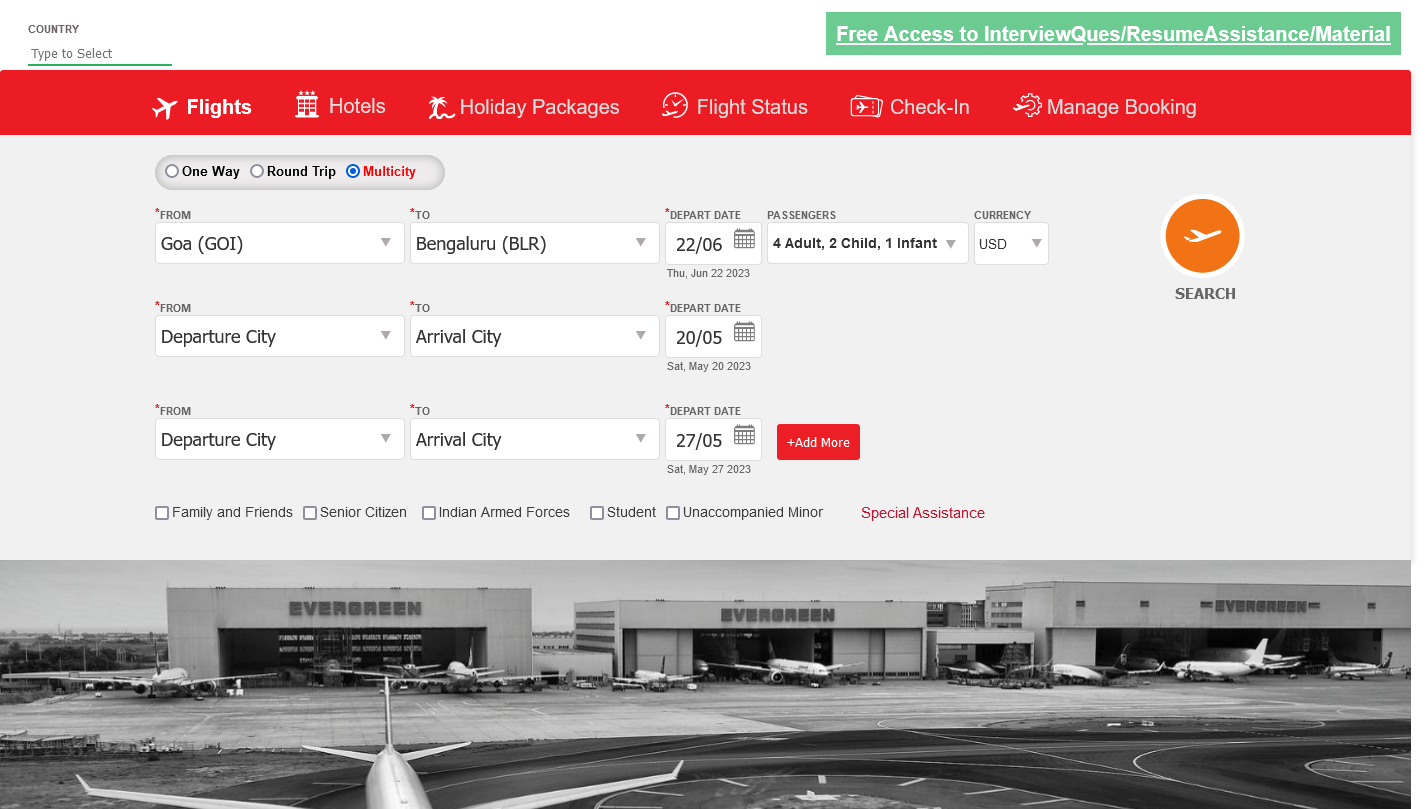 COUNTRY
Type to Select
Free Access to InterviewQues/ResumeAssistance/Material
Flights
Hotels
Holiday Packages
Flight Status
Check-In
Manage Booking
One Way
Round Trip
Multicity
*FROM
*TO
*DEPART DATE
PASSENGERS
CURRENCY
Goa (GOI)
Bengaluru (BLR)
22/06
4 Adult, 2 Child, 1 Infant
USD
Thu, Jun 22 2023
SEARCH
*FROM
*TO
*DEPART DATE
Departure City
Arrival City
20/05
Sat, May 20 2023
*FROM
*TO
*DEPART DATE
Departure City
Arrival City
27/05
+Add More
Sat, May 27 2023
Family and Friends
Senior Citizen
Indian Armed Forces
Student
Unaccompanied Minor
Special Assistance
EVERGREEN
EVERGREEN
EVERGREEN